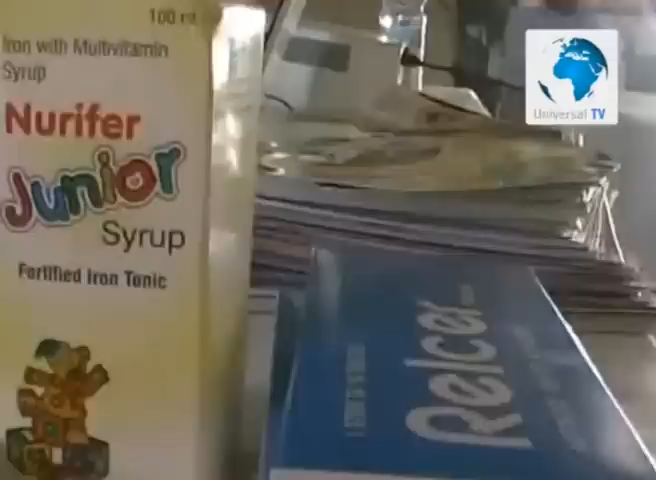 100 ml
Iron with Multivitamin
Syrup
Nurifer
Junior
Syrup
Fortified Iron Tonic
Relcer
Universal TV